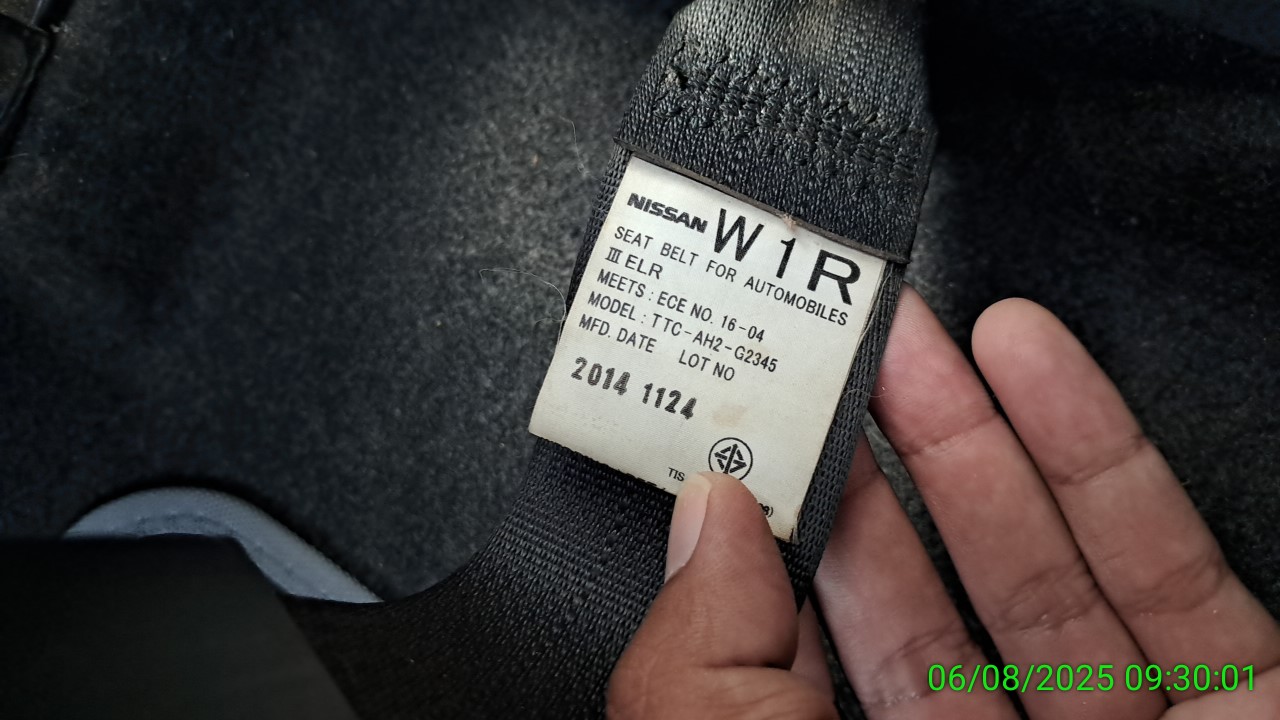 NISSAN W1R
SEAT BELT FOR AUTOMOBILES
III ELR
MEETS : ECE NO. 16-04
MODEL : TTC-AH2-G2345
MFD. DATE LOT NO
2014 1124
TIS
06/08/2025 09:30:01